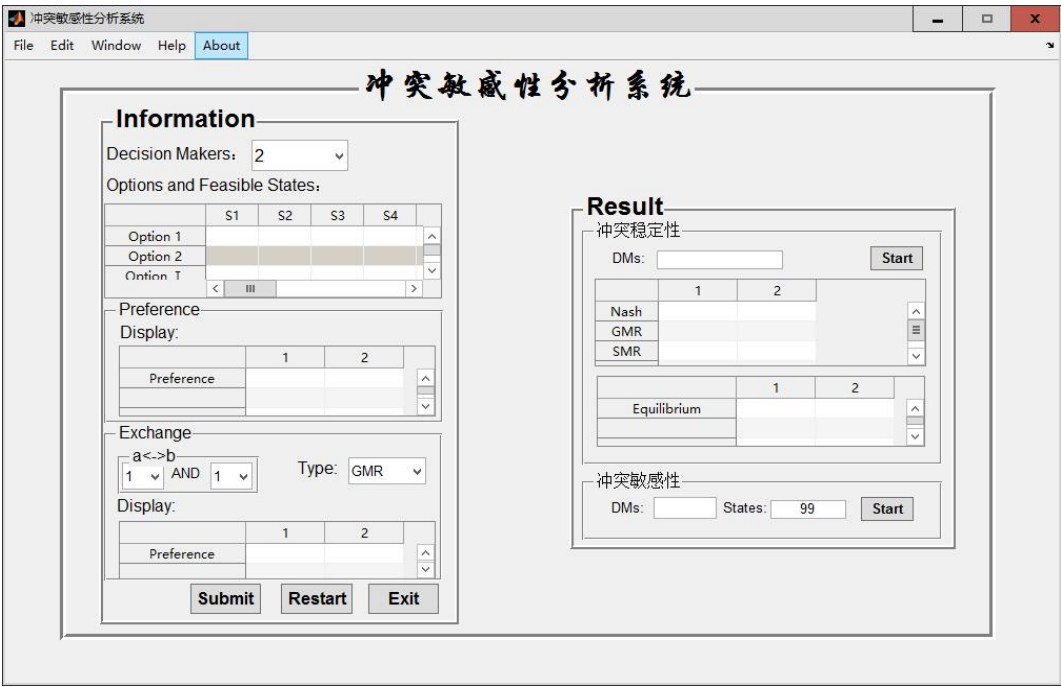 冲突敏感性分析系统
File Edit Window Help About
冲突敏感性分析系统
Information
Decision Makers: 2
Options and Feasible States:
S1 S2 S3 S4
Option 1
Option 2
Option T
Preference
Display:
1 2
Preference
Exchange
a<->b
1 AND 1
Type: GMR
Display:
1 2
Preference
Submit Restart Exit
Result
冲突稳定性
DMs: Start
1 2
Nash
GMR
SMR
1 2
Equilibrium
冲突敏感性
DMs: States: 99 Start